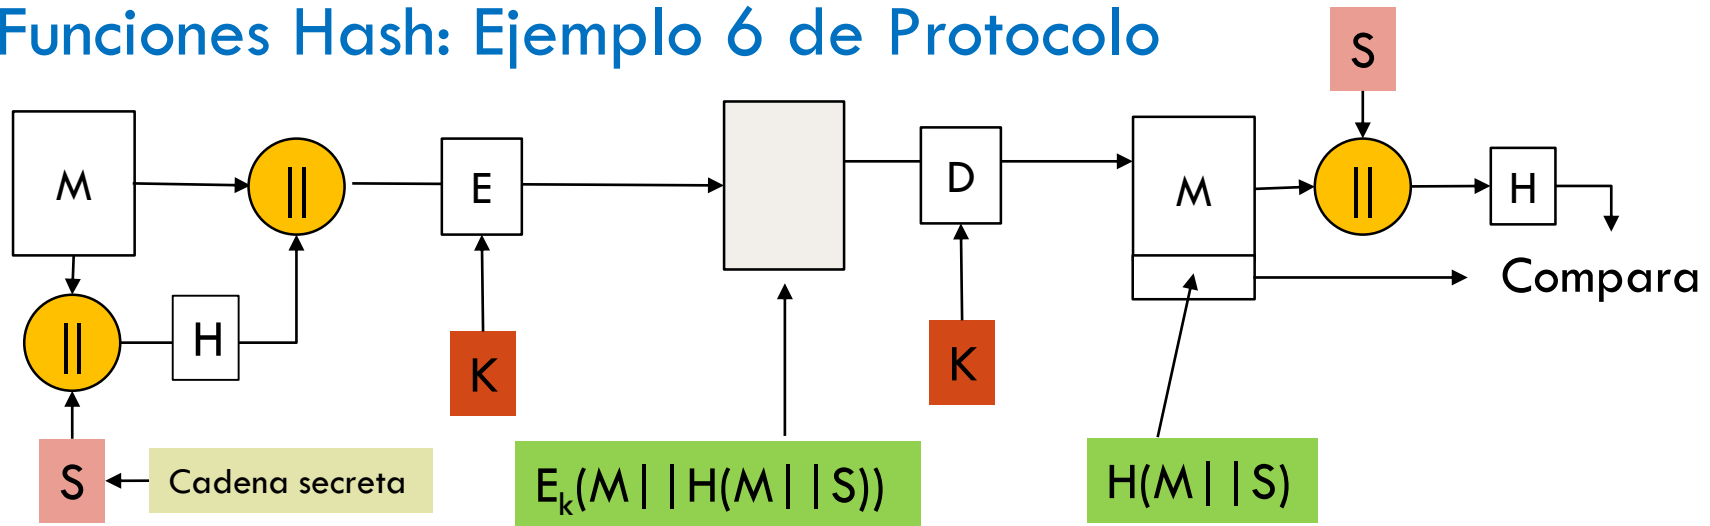 Funciones Hash: Ejemplo 6 de Protocolo
S
M
||
E
D
M
||
H
Compara
||
H
K
K
S
Cadena secreta
Ek(M||H(M||S))
H(M||S)